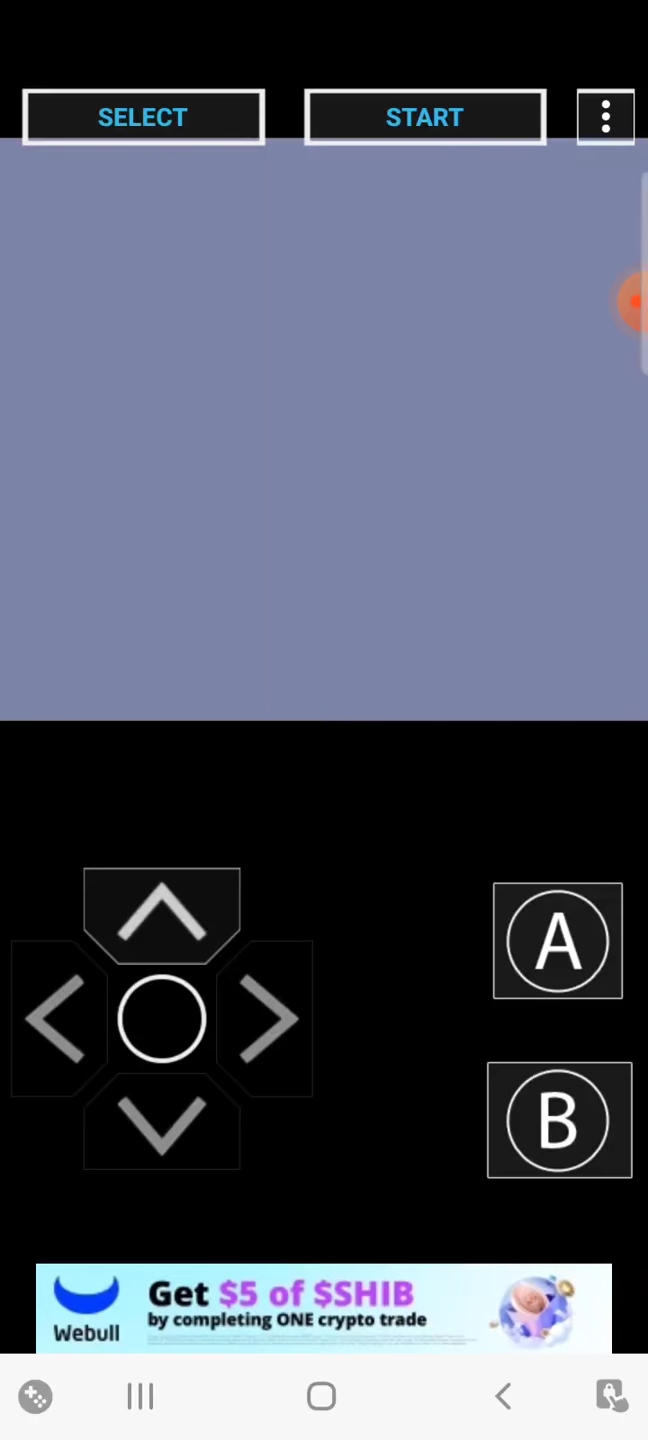 SELECT
START
A
B
Get $5 of $SHIB
by completing ONE crypto trade
Webull